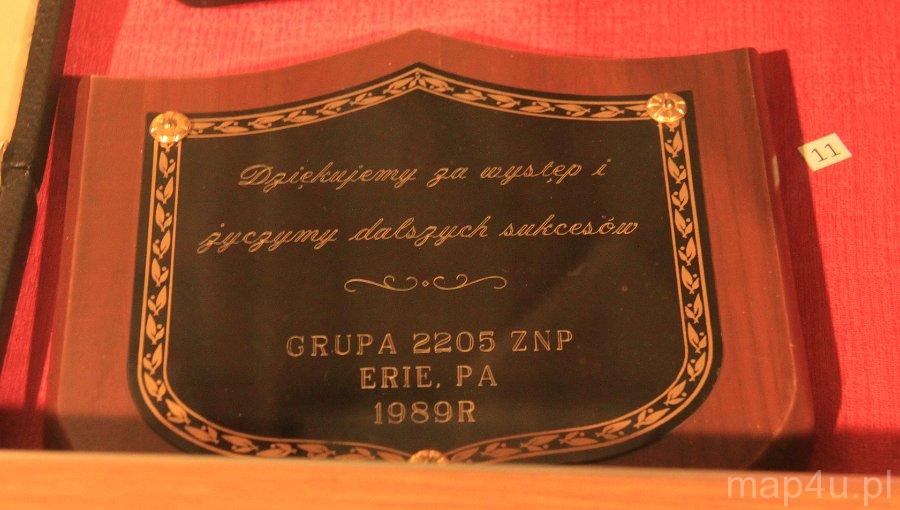 Dziękujemy za występ i
życzymy dalszych sukcesów
GRUPA 2205 ZNP
ERIE, PA
1989R
11
map4u.pl